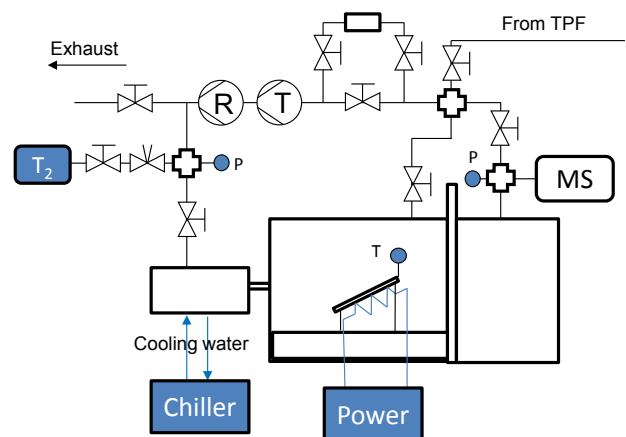 From TPF
Exhaust
R
T
T2
P
P
MS
T
Cooling water
Chiller
Power